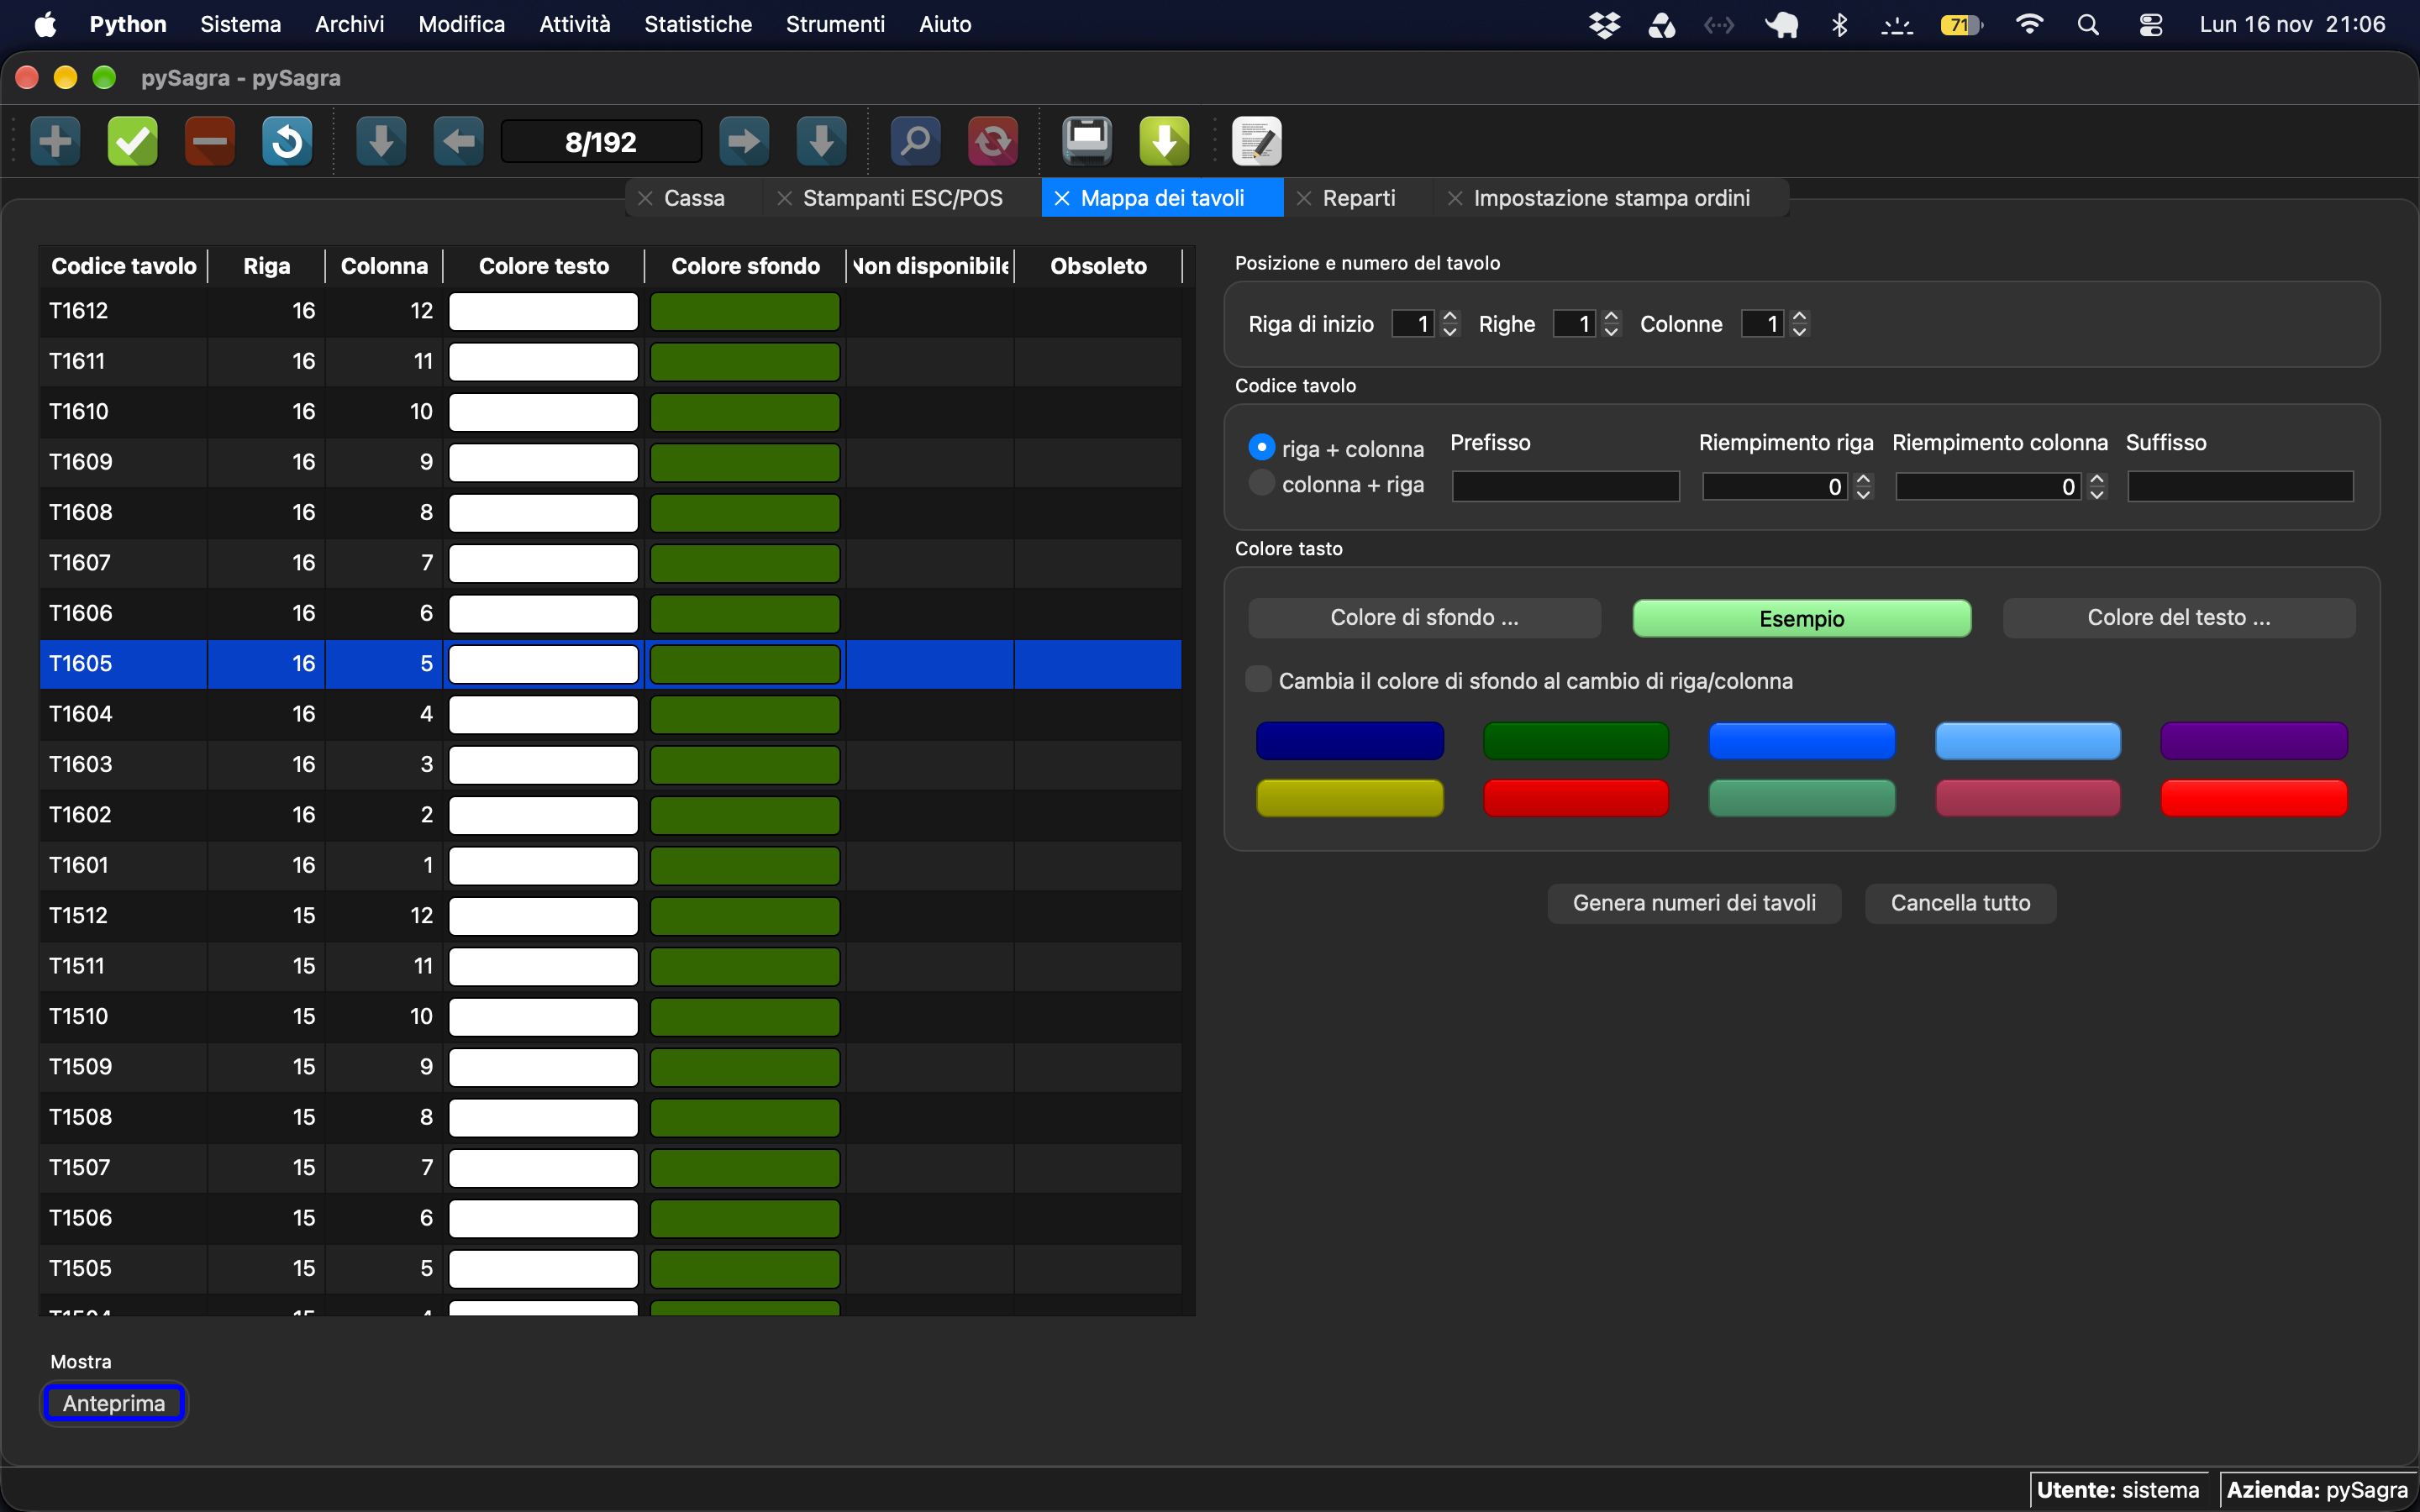 Python Sistema Archivi Modifica Attività Statistiche Strumenti Aiuto 71 Lun 16 nov 21:06
pySagra - pySagra
8/192
Cassa Stampanti ESC/POS Mappa dei tavoli Reparti Impostazione stampa ordini
Codice tavolo Riga Colonna Colore testo Colore sfondo Non disponibile Obsoleto
T1612 16 12
T1611 16 11
T1610 16 10
T1609 16 9
T1608 16 8
T1607 16 7
T1606 16 6
T1605 16 5
T1604 16 4
T1603 16 3
T1602 16 2
T1601 16 1
T1512 15 12
T1511 15 11
T1510 15 10
T1509 15 9
T1508 15 8
T1507 15 7
T1506 15 6
T1505 15 5
T1504 15 4
Mostra
Anteprima
Posizione e numero del tavolo
Riga di inizio 1 Righe 1 Colonne 1
Codice tavolo
riga + colonna
colonna + riga
Prefisso Riempimento riga Riempimento colonna Suffisso
0 0
Colore tasto
Colore di sfondo ... Esempio Colore del testo ...
Cambia il colore di sfondo al cambio di riga/colonna
Genera numeri dei tavoli Cancella tutto
Utente: sistema Azienda: pySagra